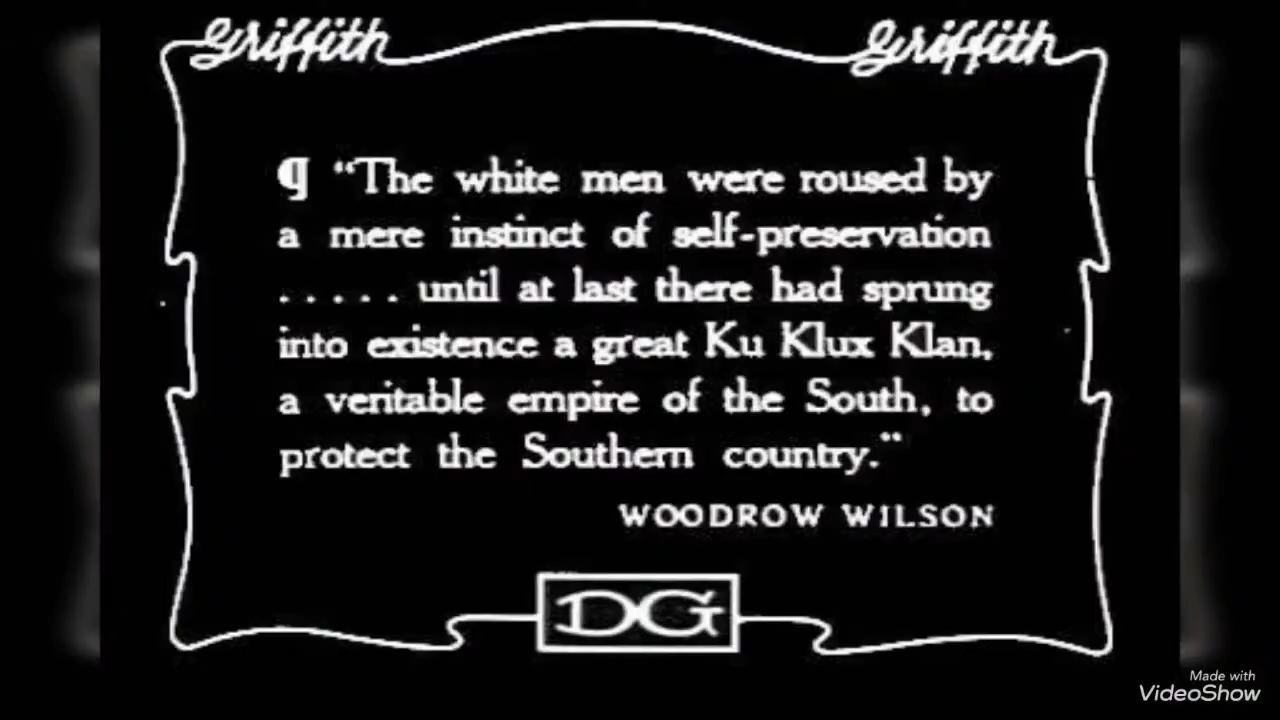 Griffith Griffith
¶ “The white men were roused by
a mere instinct of self-preservation
. . . . . until at last there had sprung
into existence a great Ku Klux Klan,
a veritable empire of the South, to
protect the Southern country.”
WOODROW WILSON
DG
Made with
VideoShow